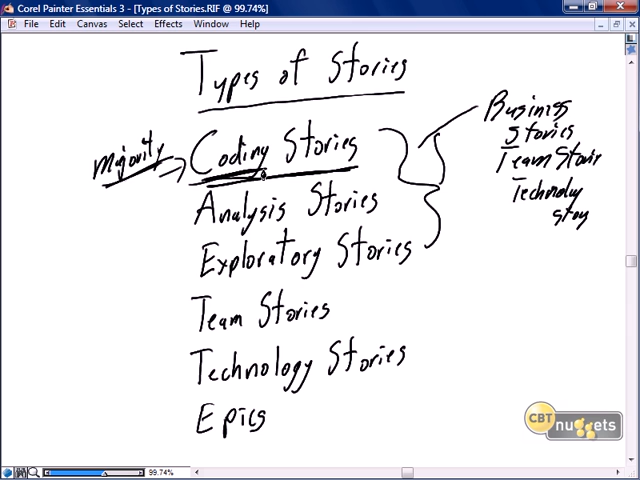 Corel Painter Essentials 3 - [Types of Stories.RIF @ 99.74%]
File Edit Canvas Select Effects Window Help
Types of Stories
Business
Stories
Majority
Coding Stories
Team Stories
Analysis Stories
Technology
story
Exploratory Stories
Team Stories
Technology Stories
Epics
CBT nuggets
99.74%